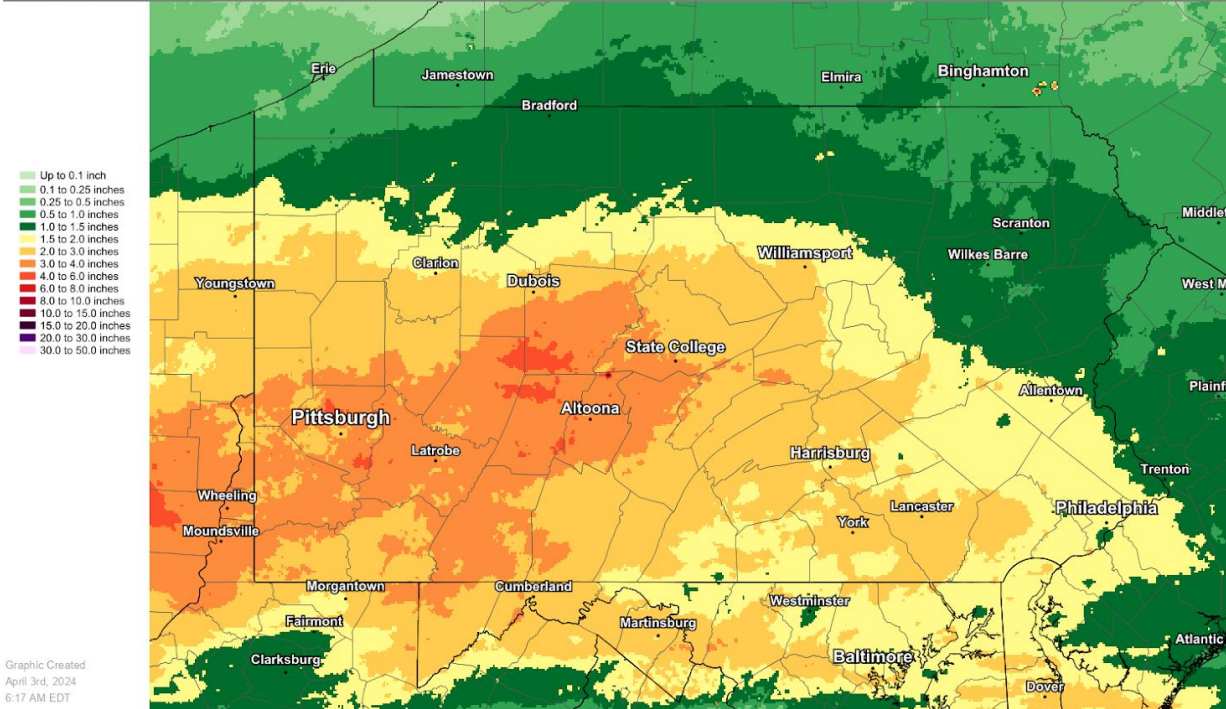 Erie
Jamestown
Elmira
Binghamton
Bradford
Up to 0.1 inch
0.1 to 0.25 inches
0.25 to 0.5 inches
0.5 to 1.0 inches
1.0 to 1.5 inches
1.5 to 2.0 inches
2.0 to 3.0 inches
3.0 to 4.0 inches
4.0 to 6.0 inches
6.0 to 8.0 inches
8.0 to 10.0 inches
10.0 to 15.0 inches
15.0 to 20.0 inches
20.0 to 30.0 inches
30.0 to 50.0 inches
Middlet
Scranton
Williamsport
Wilkes Barre
Clarion
Youngstown
Dubois
West M
State College
Plainf
Allentown
Altoona
Pittsburgh
Latrobe
Harrisburg
Trenton
Wheeling
Lancaster
Philadelphia
York
Moundsville
Morgantown
Cumberland
Westminster
Fairmont
Martinsburg
Atlantic
Clarksburg
Baltimore
Dover
Graphic Created
April 3rd, 2024
6:17 AM EDT